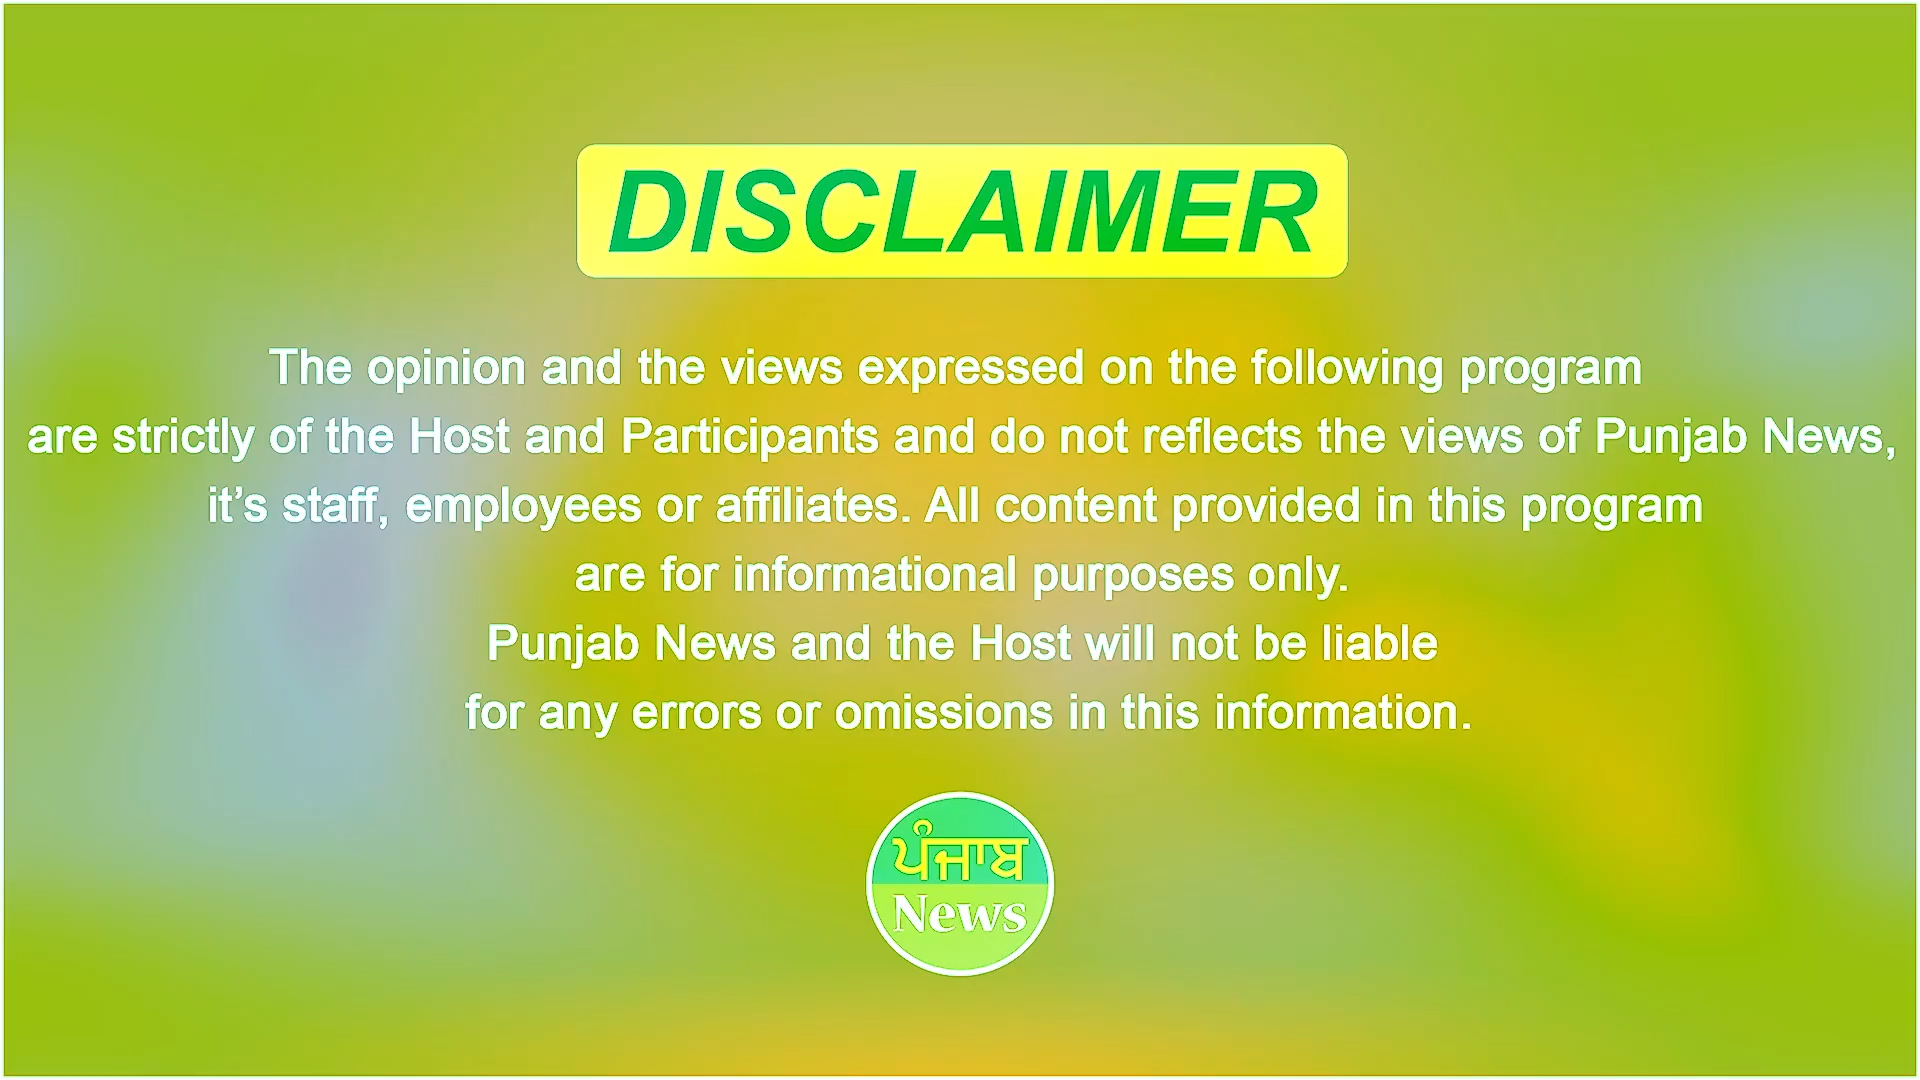 DISCLAIMER
The opinion and the views expressed on the following program
are strictly of the Host and Participants and do not reflects the views of Punjab News,
it’s staff, employees or affiliates. All content provided in this program
are for informational purposes only.
Punjab News and the Host will not be liable
for any errors or omissions in this information.
ਪੰਜਾਬ
News